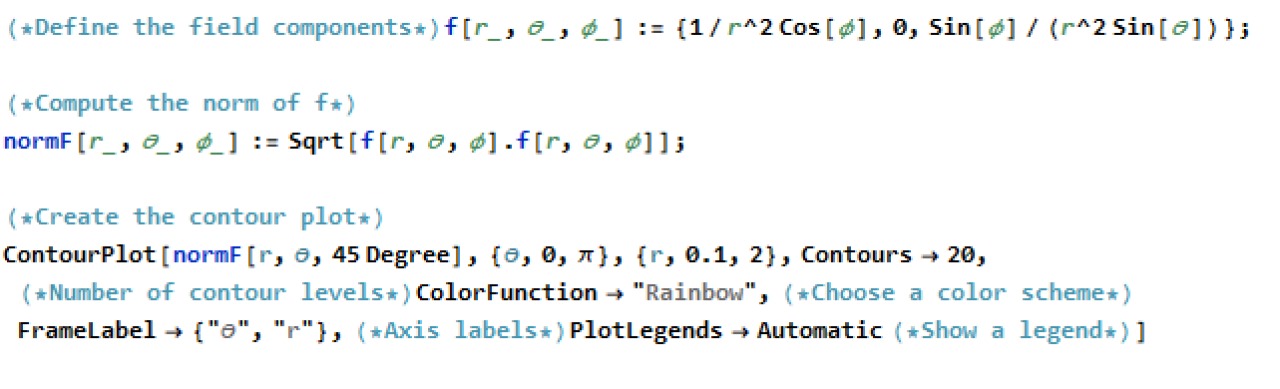 (*Define the field components*)f[r_, θ_, ϕ_] := {1/r^2 Cos[ϕ], 0, Sin[ϕ]/(r^2 Sin[θ])};
(*Compute the norm of f*)
normF[r_, θ_, ϕ_] := Sqrt[f[r, θ, ϕ].f[r, θ, ϕ]];
(*Create the contour plot*)
ContourPlot[normF[r, θ, 45 Degree], {θ, 0, π}, {r, 0.1, 2}, Contours → 20,
(*Number of contour levels*)ColorFunction → "Rainbow", (*Choose a color scheme*)
FrameLabel → {"θ", "r"}, (*Axis labels*)PlotLegends → Automatic (*Show a legend*)]